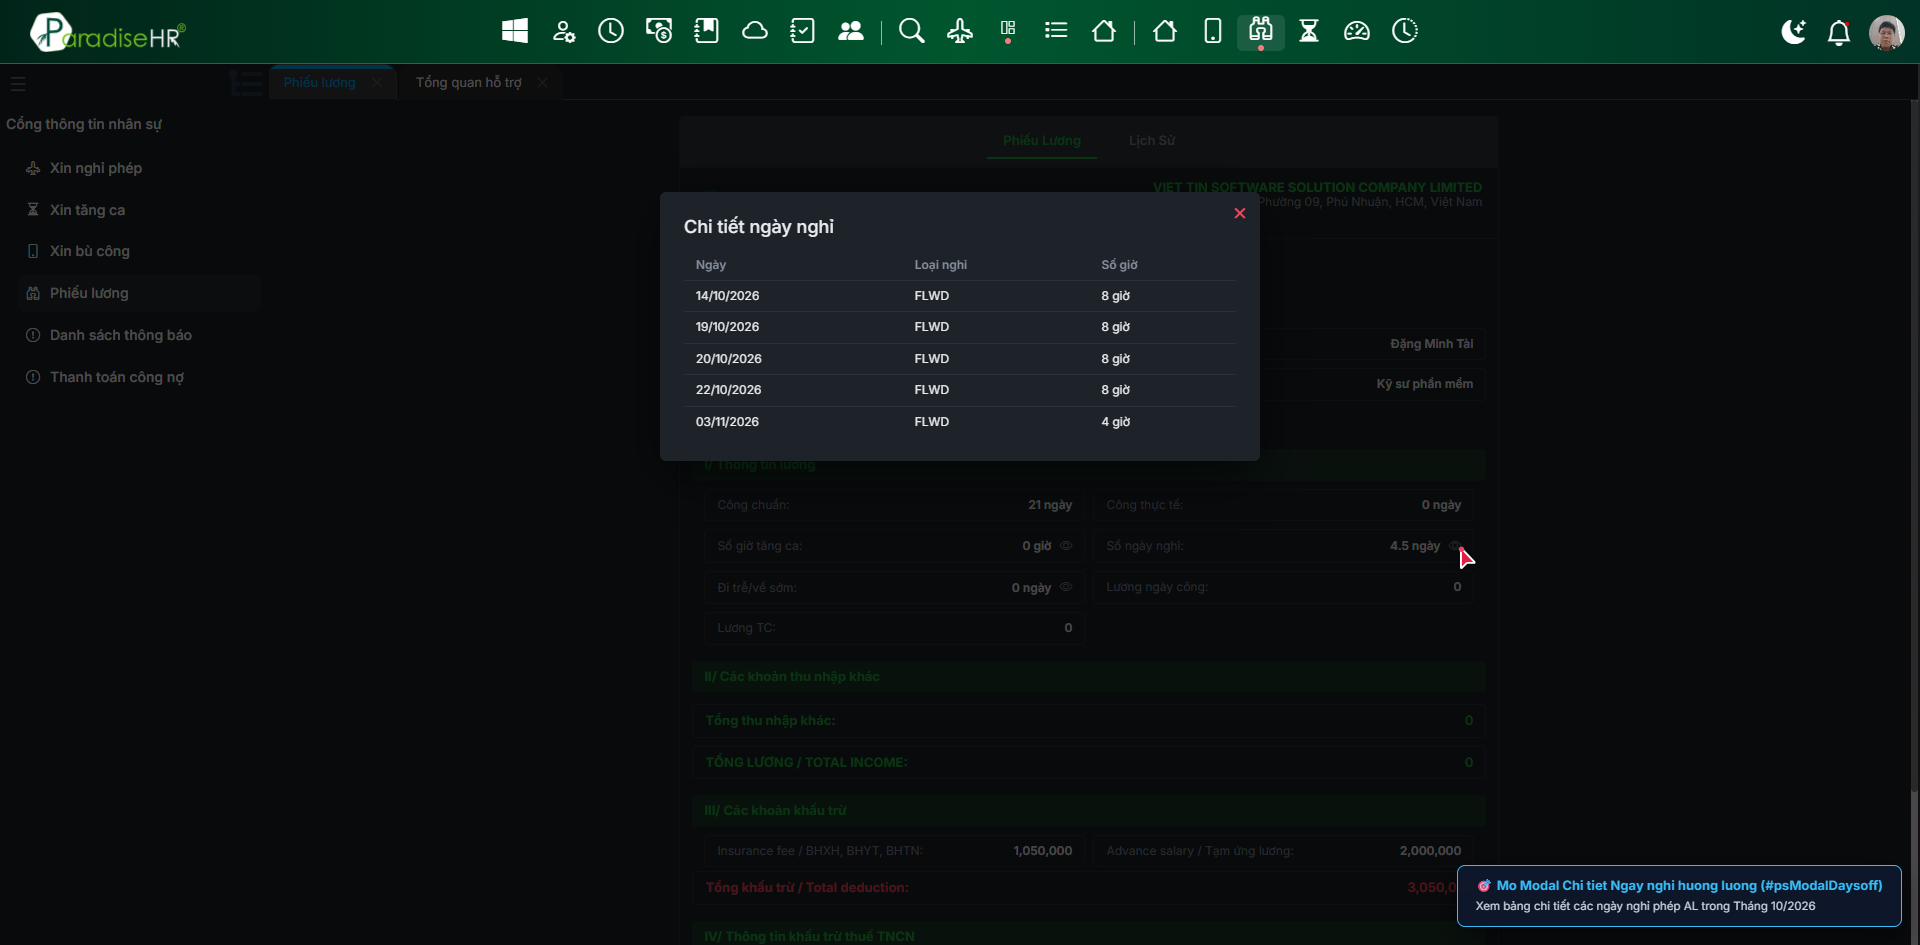 ParadiseHR®
Phiếu lương
Tổng quan hỗ trợ
Cổng thông tin nhân sự
Xin nghỉ phép
Xin tăng ca
Xin bù công
Phiếu lương
Danh sách thông báo
Thanh toán công nợ
Phiếu Lương
Lịch Sử
VIET TIN SOFTWARE SOLUTION COMPANY LIMITED
Phường 09, Phú Nhuận, HCM, Việt Nam
Chi tiết ngày nghỉ
Ngày Loại nghỉ Số giờ
14/10/2026 FLWD 8 giờ
19/10/2026 FLWD 8 giờ
20/10/2026 FLWD 8 giờ
22/10/2026 FLWD 8 giờ
03/11/2026 FLWD 4 giờ
Đặng Minh Tài
Kỹ sư phần mềm
I/ Thông tin lương
Công chuẩn: 21 ngày Công thực tế: 0 ngày
Số giờ tăng ca: 0 giờ Số ngày nghỉ: 4.5 ngày
Đi trễ/về sớm: 0 ngày Lương ngày công: 0
Lương TC: 0
II/ Các khoản thu nhập khác
Tổng thu nhập khác: 0
TỔNG LƯƠNG / TOTAL INCOME: 0
III/ Các khoản khấu trừ
Insurance fee / BHXH, BHYT, BHTN: 1,050,000 Advance salary / Tạm ứng lương: 2,000,000
Tổng khấu trừ / Total deduction: 3,050,0
IV/ Thông tin khấu trừ thuế TNCN
Mo Modal Chi tiet Ngay nghi huong luong (#psModalDaysoff)
Xem bảng chi tiết các ngày nghỉ phép AL trong Tháng 10/2026